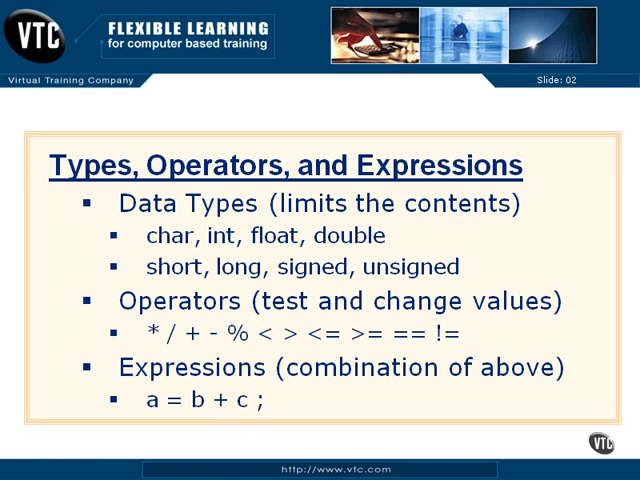 VTC
FLEXIBLE LEARNING
for computer based training
Virtual Training Company
Slide: 02
Types, Operators, and Expressions
Data Types (limits the contents)
char, int, float, double
short, long, signed, unsigned
Operators (test and change values)
* / + - % < > <= >= == !=
Expressions (combination of above)
a = b + c ;
VTC
http://www.vtc.com